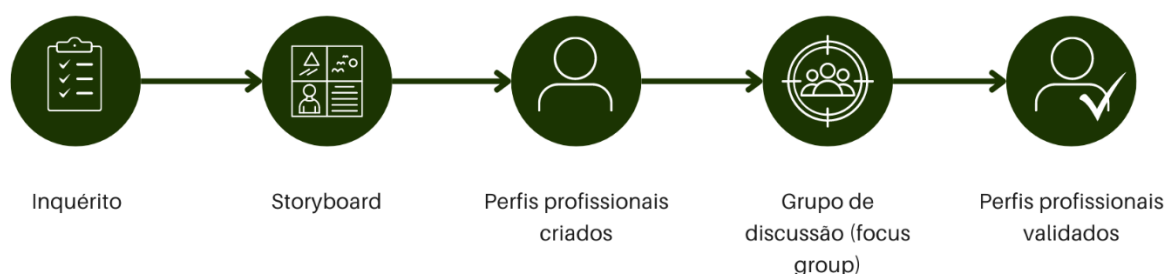 Inquérito
Storyboard
Perfis profissionais
criados
Grupo de
discussão (focus
group)
Perfis profissionais
validados